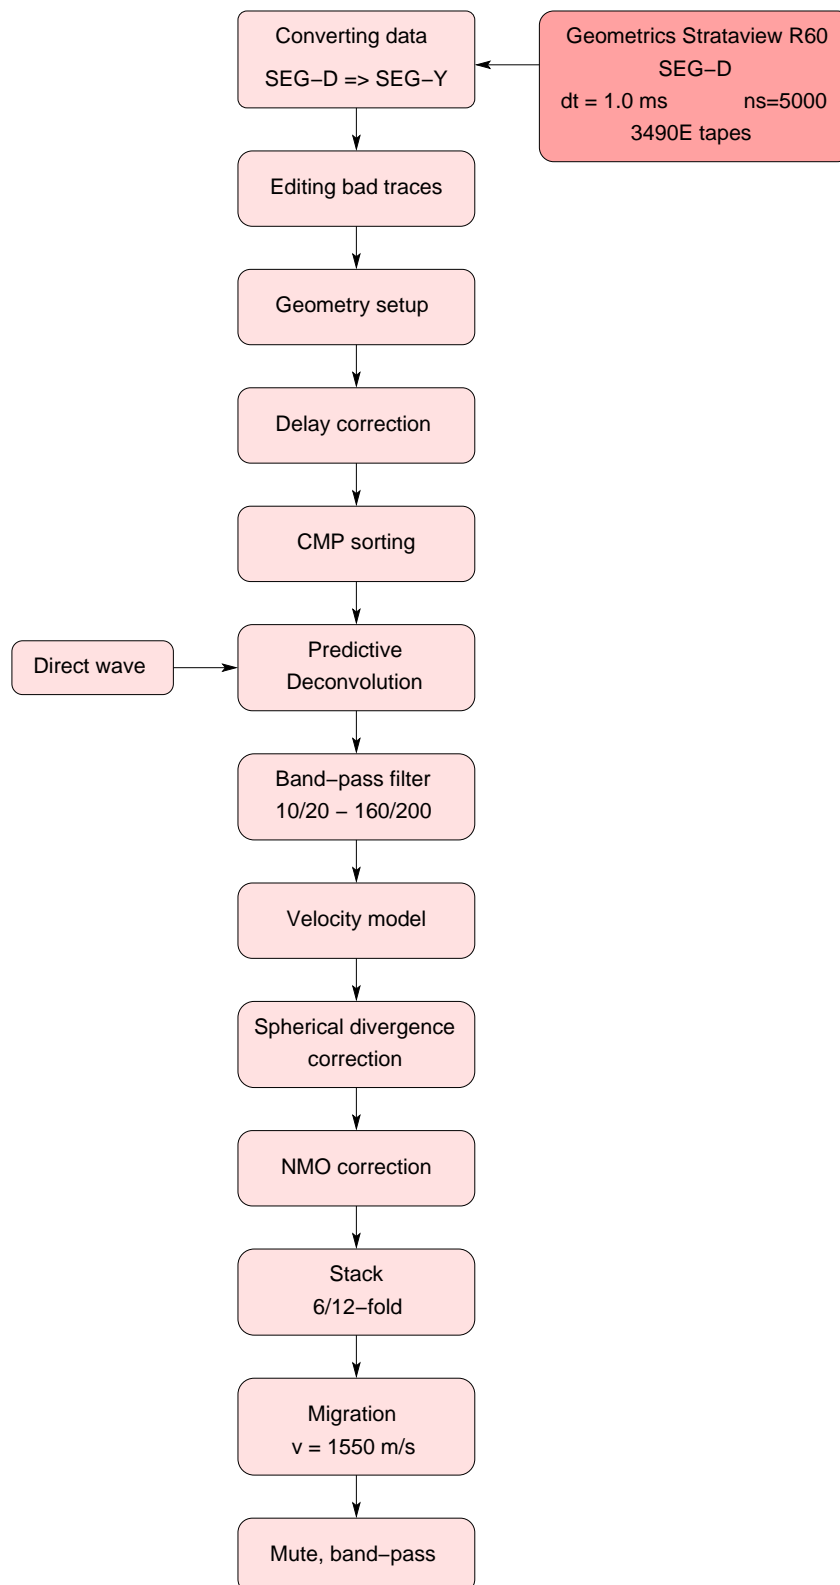 Converting data
SEG−D => SEG−Y
Geometrics Strataview R60
SEG−D
dt = 1.0 ms ns=5000
3490E tapes
Editing bad traces
Geometry setup
Delay correction
CMP sorting
Direct wave
Predictive
Deconvolution
Band−pass filter
10/20 − 160/200
Velocity model
Spherical divergence
correction
NMO correction
Stack
6/12−fold
Migration
v = 1550 m/s
Mute, band−pass